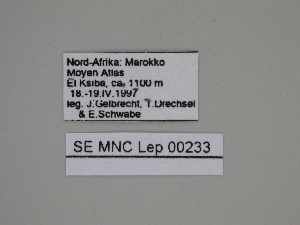 Nord-Afrika: Marokko
Moyen Atlas
El Ksiba, ca. 1100 m
18.-19.IV.1997
leg. J.Gelbrecht, T.Drechsel
& E.Schwabe
SE MNC Lep 00233